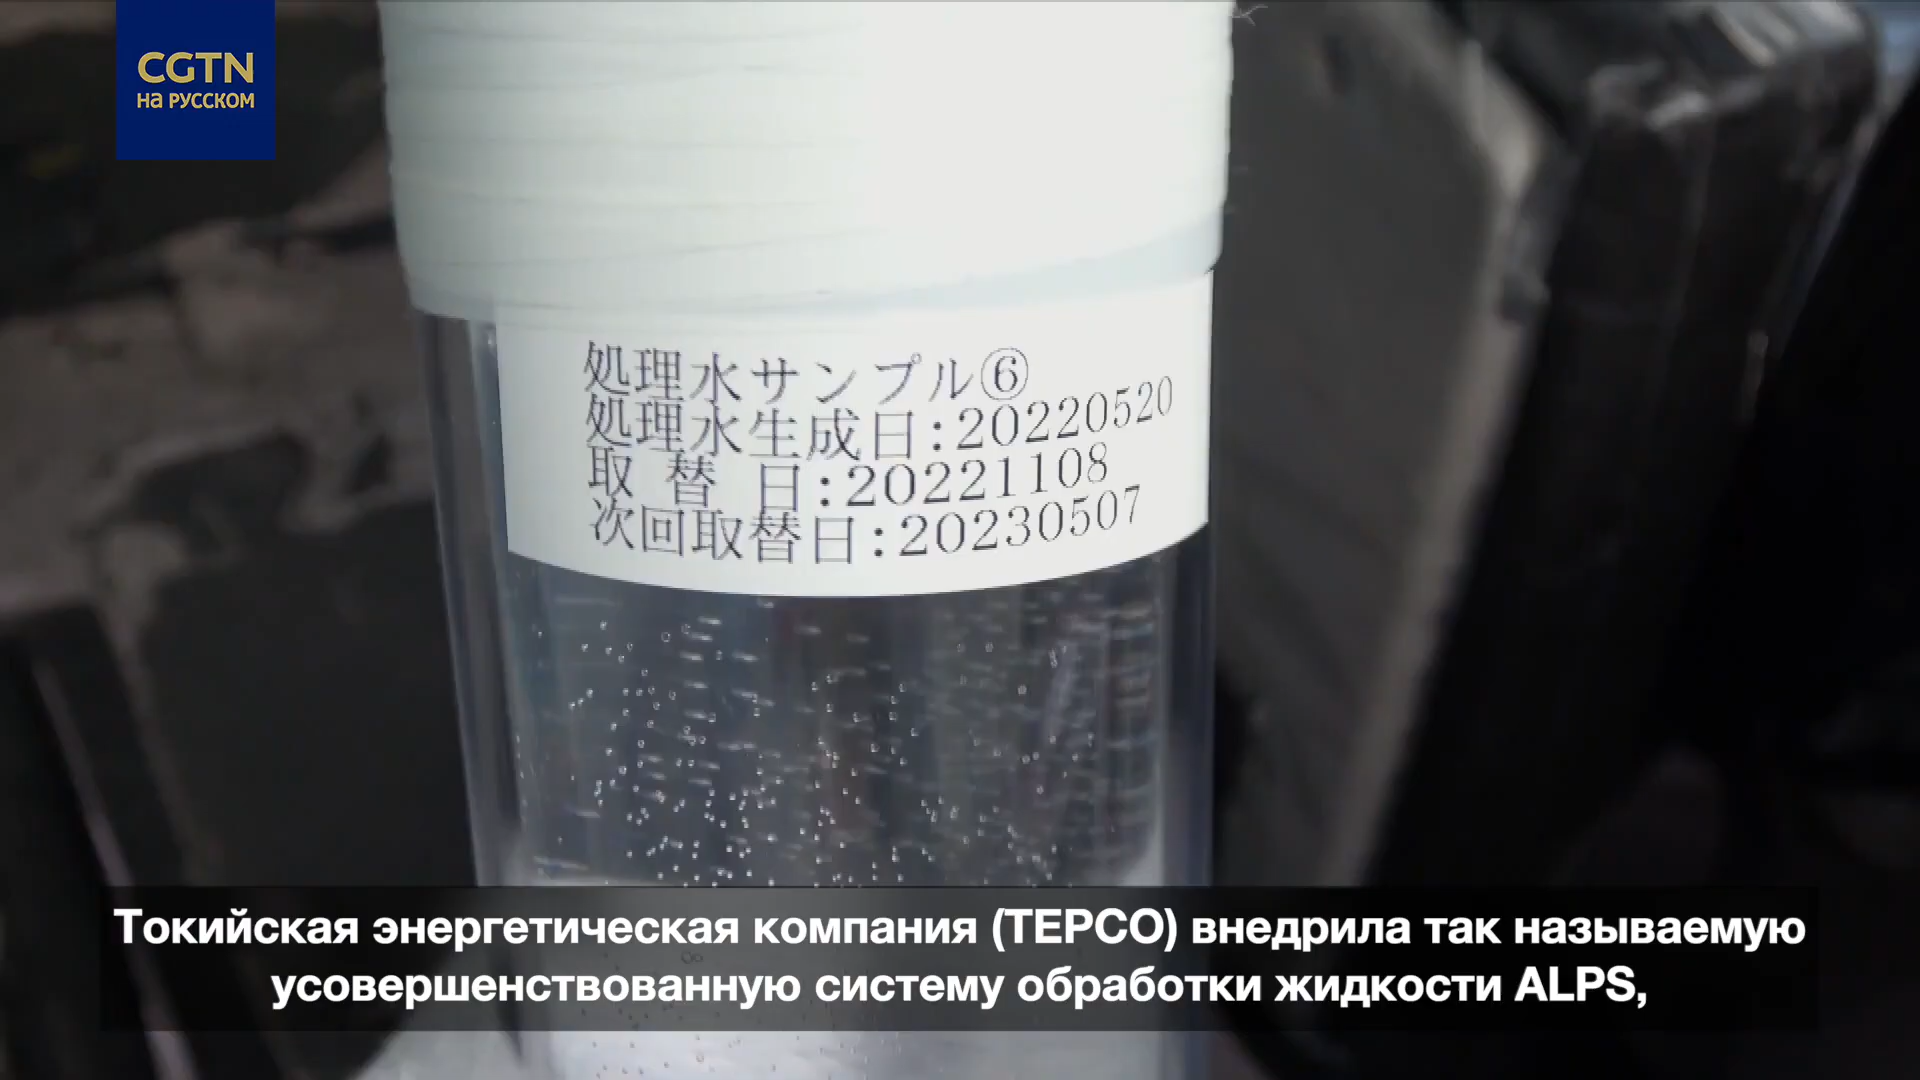 CGTN
на русском
処理水サンプル⑥
処理水生成日:20220520
取 替 日:20221108
次回取替日:20230507
Токийская энергетическая компания (TEPCO) внедрила так называемую
усовершенствованную систему обработки жидкости ALPS,